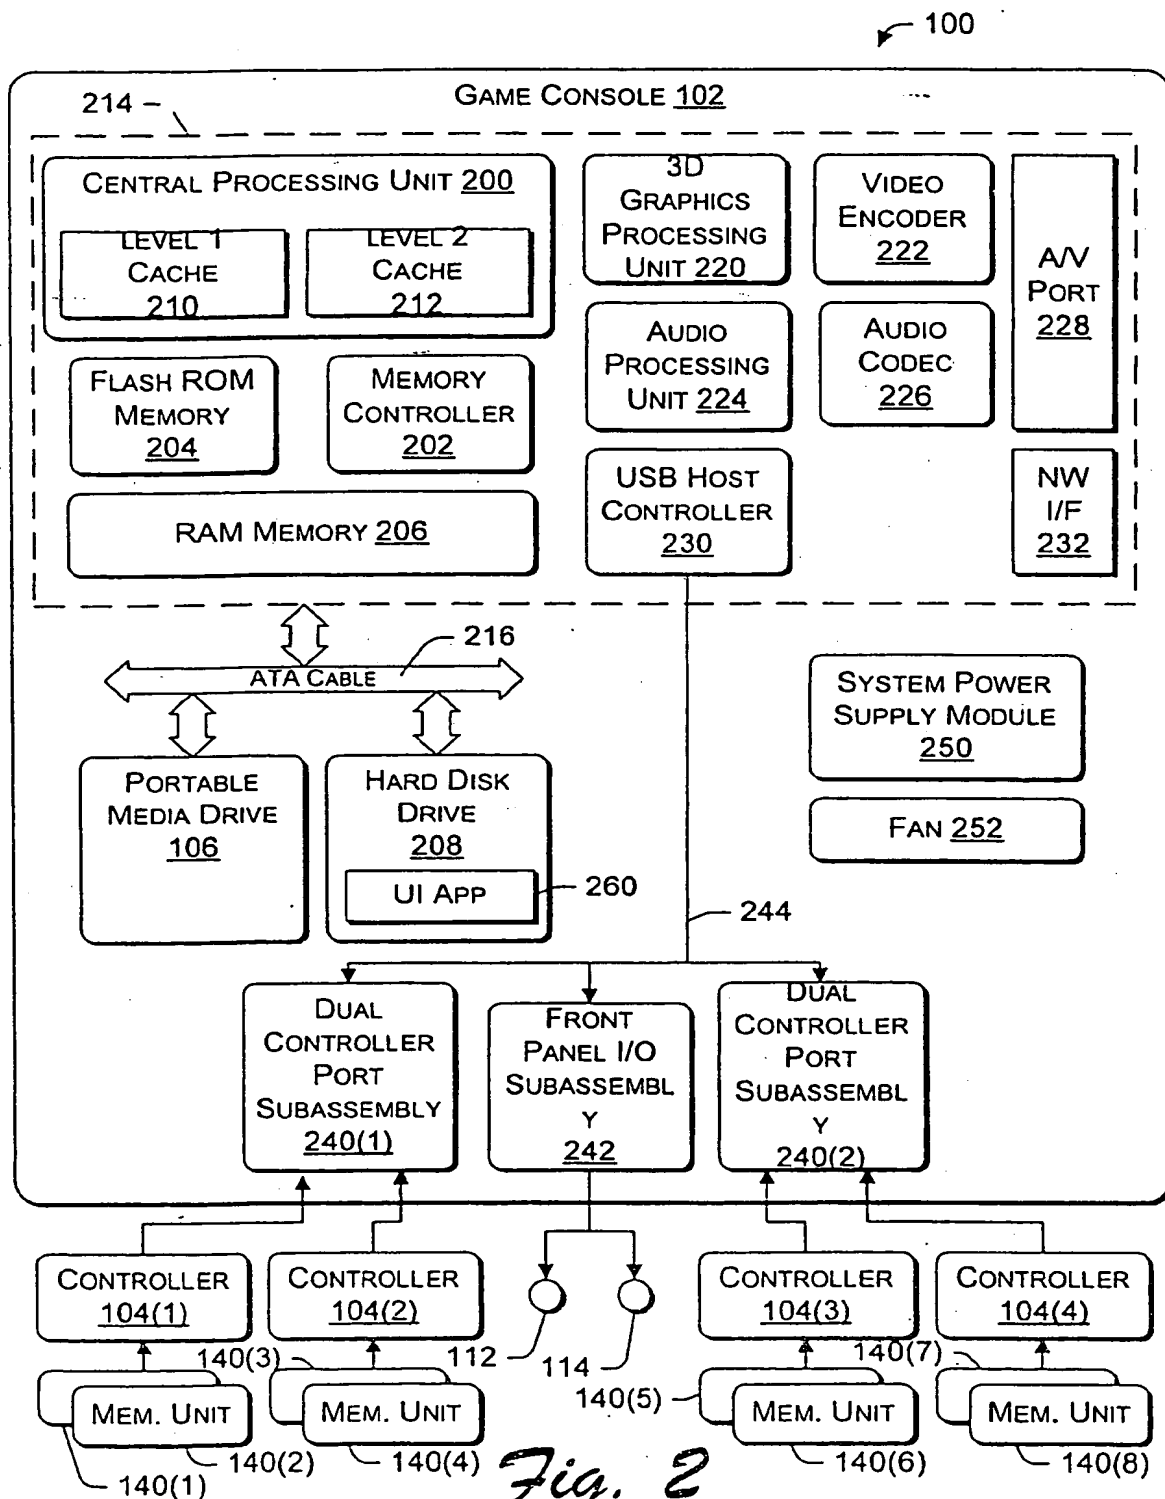 100
GAME CONSOLE 102
214
CENTRAL PROCESSING UNIT 200
LEVEL 1
CACHE
210
LEVEL 2
CACHE
212
3D
GRAPHICS
PROCESSING
UNIT 220
VIDEO
ENCODER
222
A/V
PORT
228
FLASH ROM
MEMORY
204
MEMORY
CONTROLLER
202
AUDIO
PROCESSING
UNIT 224
AUDIO
CODEC
226
RAM MEMORY 206
USB HOST
CONTROLLER
230
NW
I/F
232
216
ATA CABLE
SYSTEM POWER
SUPPLY MODULE
250
PORTABLE
MEDIA DRIVE
106
HARD DISK
DRIVE
208
UI APP
260
FAN 252
244
DUAL
CONTROLLER
PORT
SUBASSEMBLY
240(1)
FRONT
PANEL I/O
SUBASSEMBL
Y
242
DUAL
CONTROLLER
PORT
SUBASSEMBL
Y
240(2)
CONTROLLER
104(1)
CONTROLLER
104(2)
112
114
CONTROLLER
104(3)
CONTROLLER
104(4)
140(3)
140(5)
140(7)
MEM. UNIT
MEM. UNIT
MEM. UNIT
MEM. UNIT
140(1)
140(2)
140(4)
140(6)
140(8)
Fig. 2